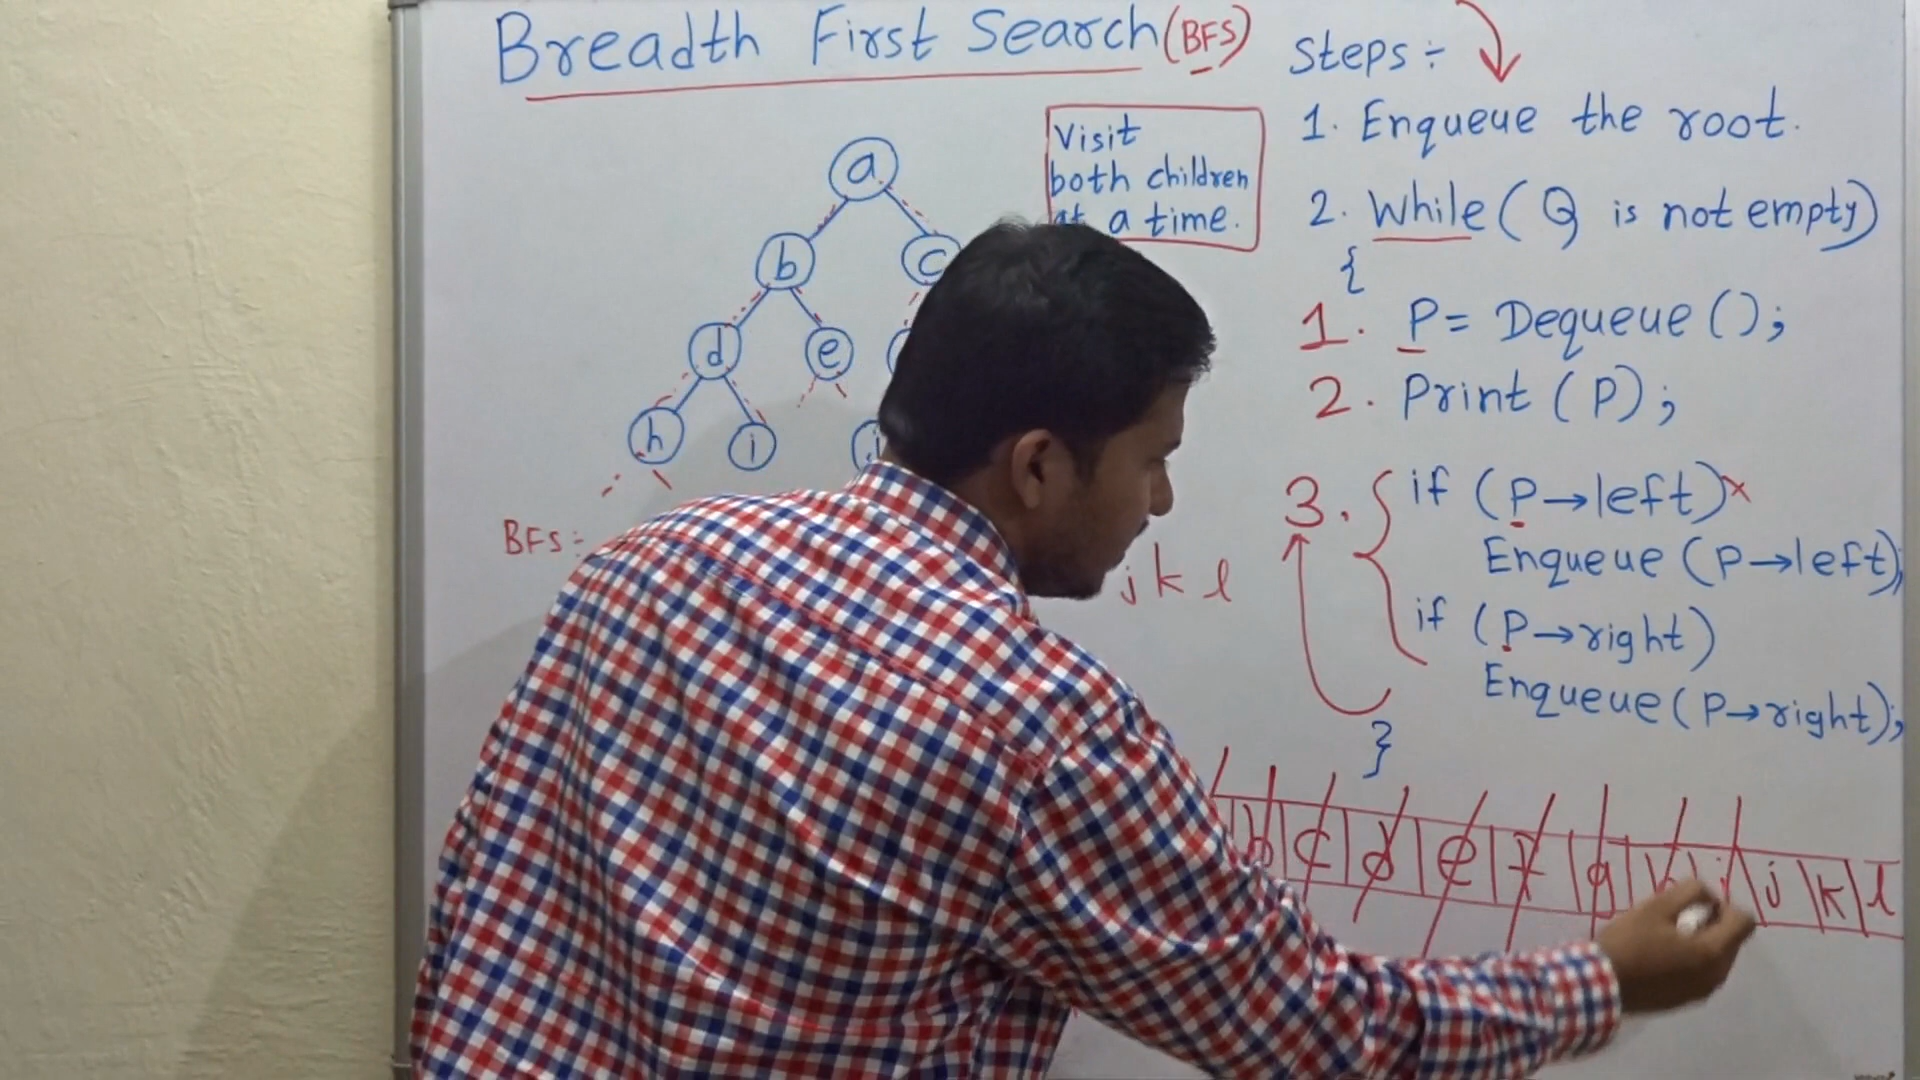 Breadth First Search (BFS)
Visit
both children
at a time.
a
b c
d e
h i j
BFS :-
j k l
Steps :-
1. Enqueue the root.
2. While ( Q is not empty)
{
1. P = Dequeue ();
2. Print (P);
3. { if (P→left) x
Enqueue (P→left);
if (P→right)
Enqueue (P→right);
}
b c d e f g h i j k l